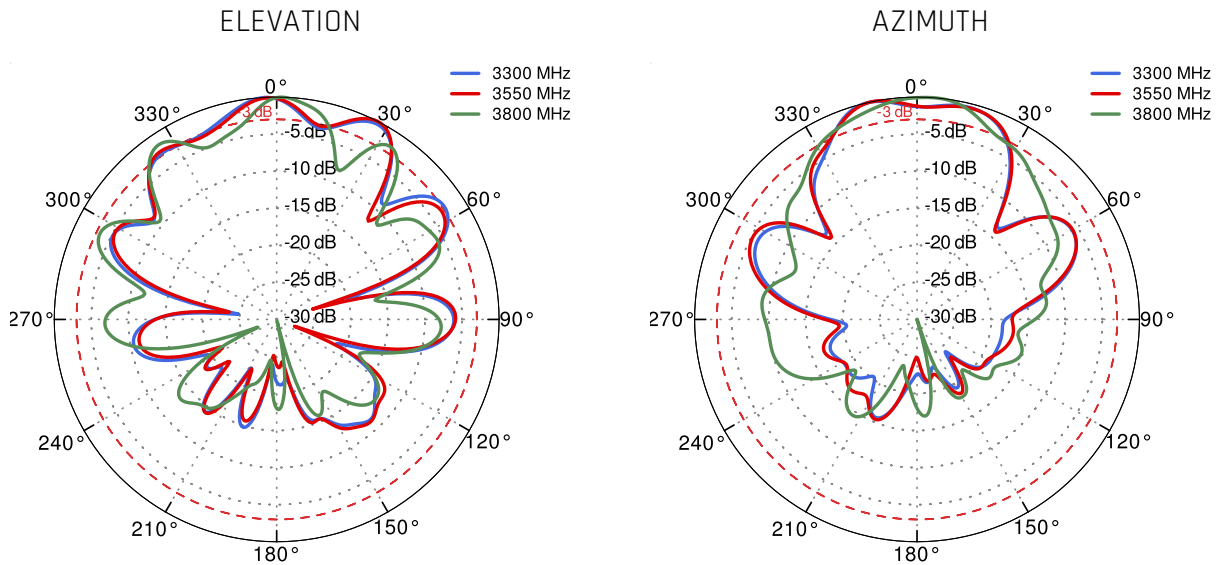 ELEVATION
3300 MHz
3550 MHz
3800 MHz
0°
330°
30°
3 dB
-5 dB
-10 dB
300°
60°
-15 dB
-20 dB
-25 dB
270°
-30 dB
90°
240°
120°
210°
150°
180°
AZIMUTH
3300 MHz
3550 MHz
3800 MHz
0°
330°
30°
-3 dB
-5 dB
-10 dB
300°
60°
-15 dB
-20 dB
-25 dB
270°
-30 dB
90°
240°
120°
210°
150°
180°